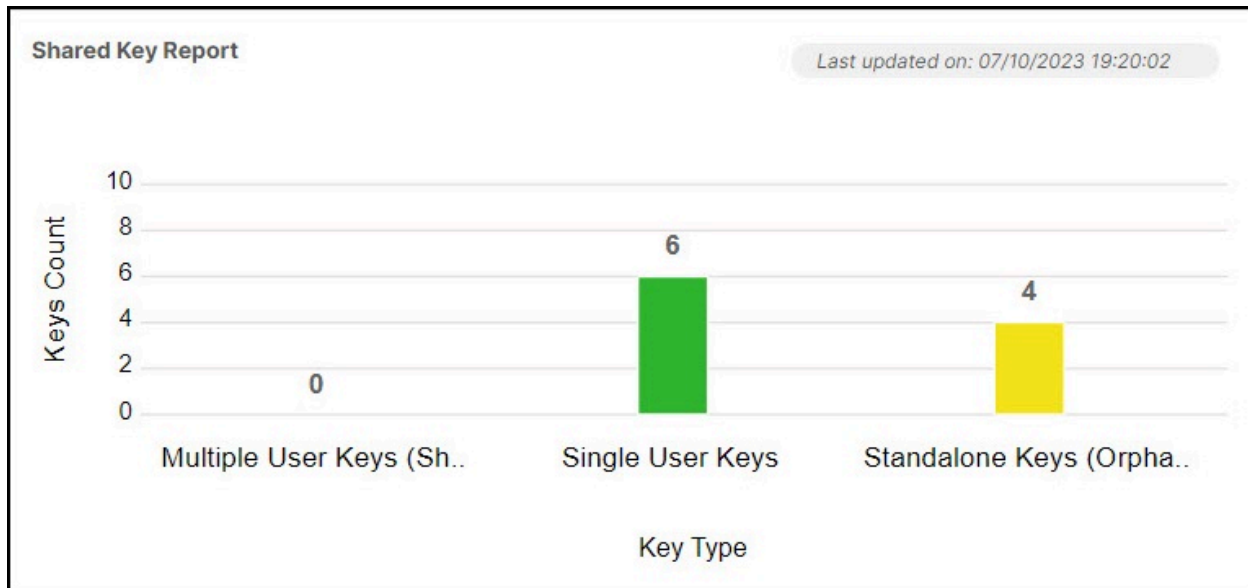 Shared Key Report
Last updated on: 07/10/2023 19:20:02
10
8
6
4
2
0
Keys Count
0
6
4
Multiple User Keys (Sh..
Single User Keys
Standalone Keys (Orpha..
Key Type